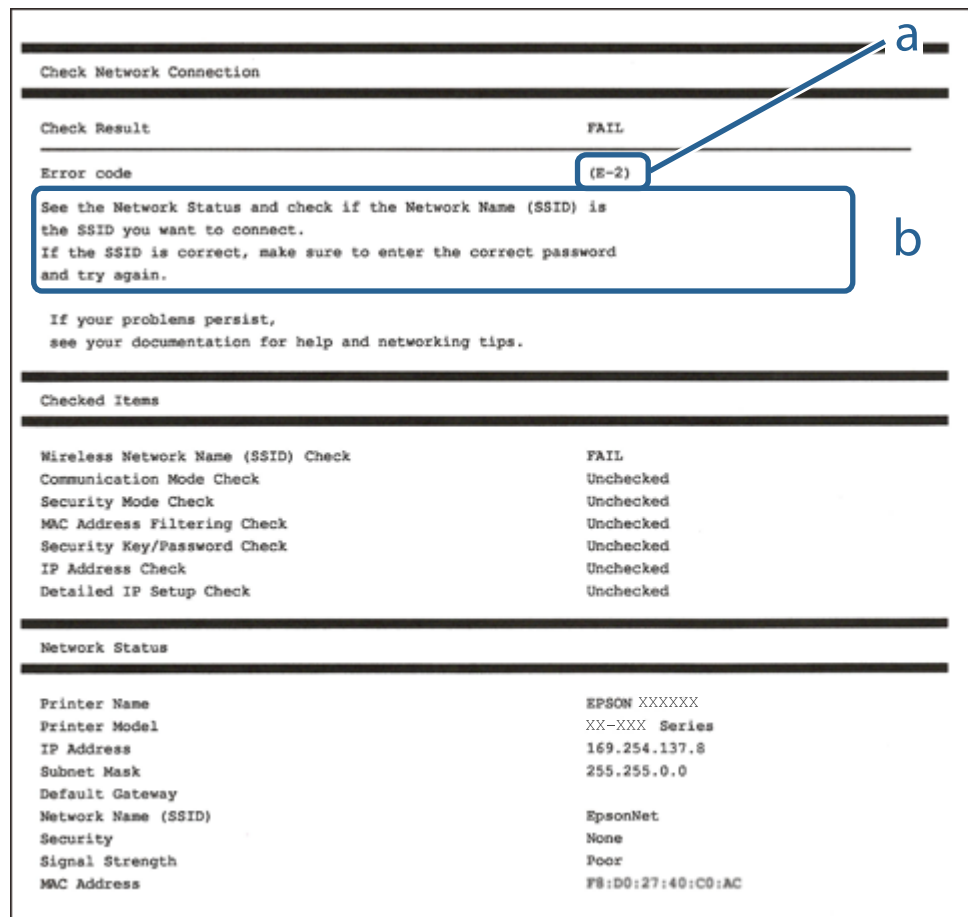 a
Check Network Connection
Check Result FAIL
Error code (E-2)
See the Network Status and check if the Network Name (SSID) is
the SSID you want to connect.
If the SSID is correct, make sure to enter the correct password
and try again.
b
If your problems persist,
see your documentation for help and networking tips.
Checked Items
Wireless Network Name (SSID) Check FAIL
Communication Mode Check Unchecked
Security Mode Check Unchecked
MAC Address Filtering Check Unchecked
Security Key/Password Check Unchecked
IP Address Check Unchecked
Detailed IP Setup Check Unchecked
Network Status
Printer Name EPSON XXXXXX
Printer Model XX-XXX Series
IP Address 169.254.137.8
Subnet Mask 255.255.0.0
Default Gateway
Network Name (SSID) EpsonNet
Security None
Signal Strength Poor
MAC Address F8:D0:27:40:C0:AC